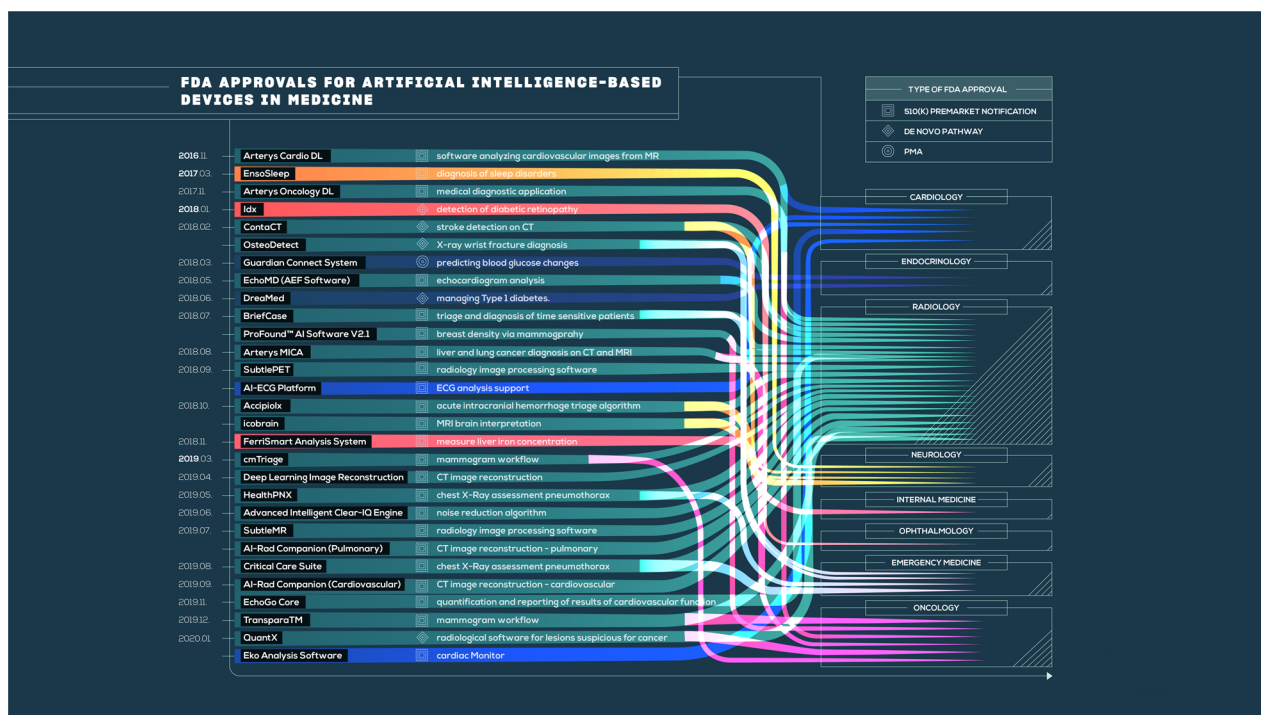 FDA APPROVALS FOR ARTIFICIAL INTELLIGENCE-BASED
DEVICES IN MEDICINE
TYPE OF FDA APPROVAL
510(K) PREMARKET NOTIFICATION
DE NOVO PATHWAY
PMA
2016.11. Arterys Cardio DL software analyzing cardiovascular images from MR
2017.03. EnsoSleep diagnosis of sleep disorders
2017.11. Arterys Oncology DL medical diagnostic application
2018.01. Idx detection of diabetic retinopathy
2018.02. ContaCT stroke detection on CT
OsteoDetect X-ray wrist fracture diagnosis
2018.03. Guardian Connect System predicting blood glucose changes
2018.05. EchoMD (AEF Software) echocardiogram analysis
2018.06. DreaMed managing Type 1 diabetes.
2018.07. BriefCase triage and diagnosis of time sensitive patients
ProFound™ AI Software V2.1 breast density via mammogprahy
2018.08. Arterys MICA liver and lung cancer diagnosis on CT and MRI
2018.09. SubtlePET radiology image processing software
AI-ECG Platform ECG analysis support
2018.10. Accipiolx acute intracranial hemorrhage triage algorithm
icobrain MRI brain interpretation
2018.11. FerriSmart Analysis System measure liver iron concentration
2019.03. cmTriage mammogram workflow
2019.04. Deep Learning Image Reconstruction CT image reconstruction
2019.05. HealthPNX chest X-Ray assessment pneumothorax
2019.06. Advanced Intelligent Clear-IQ Engine noise reduction algorithm
2019.07. SubtleMR radiology image processing software
AI-Rad Companion (Pulmonary) CT image reconstruction - pulmonary
2019.08. Critical Care Suite chest X-Ray assessment pneumothorax
2019.09. AI-Rad Companion (Cardiovascular) CT image reconstruction - cardiovascular
2019.11. EchoGo Core quantification and reporting of results of cardiovascular function
2019.12. TransparaTM mammogram workflow
2020.01. QuantX radiological software for lesions suspicious for cancer
Eko Analysis Software cardiac Monitor
CARDIOLOGY
ENDOCRINOLOGY
RADIOLOGY
NEUROLOGY
INTERNAL MEDICINE
OPHTHALMOLOGY
EMERGENCY MEDICINE
ONCOLOGY